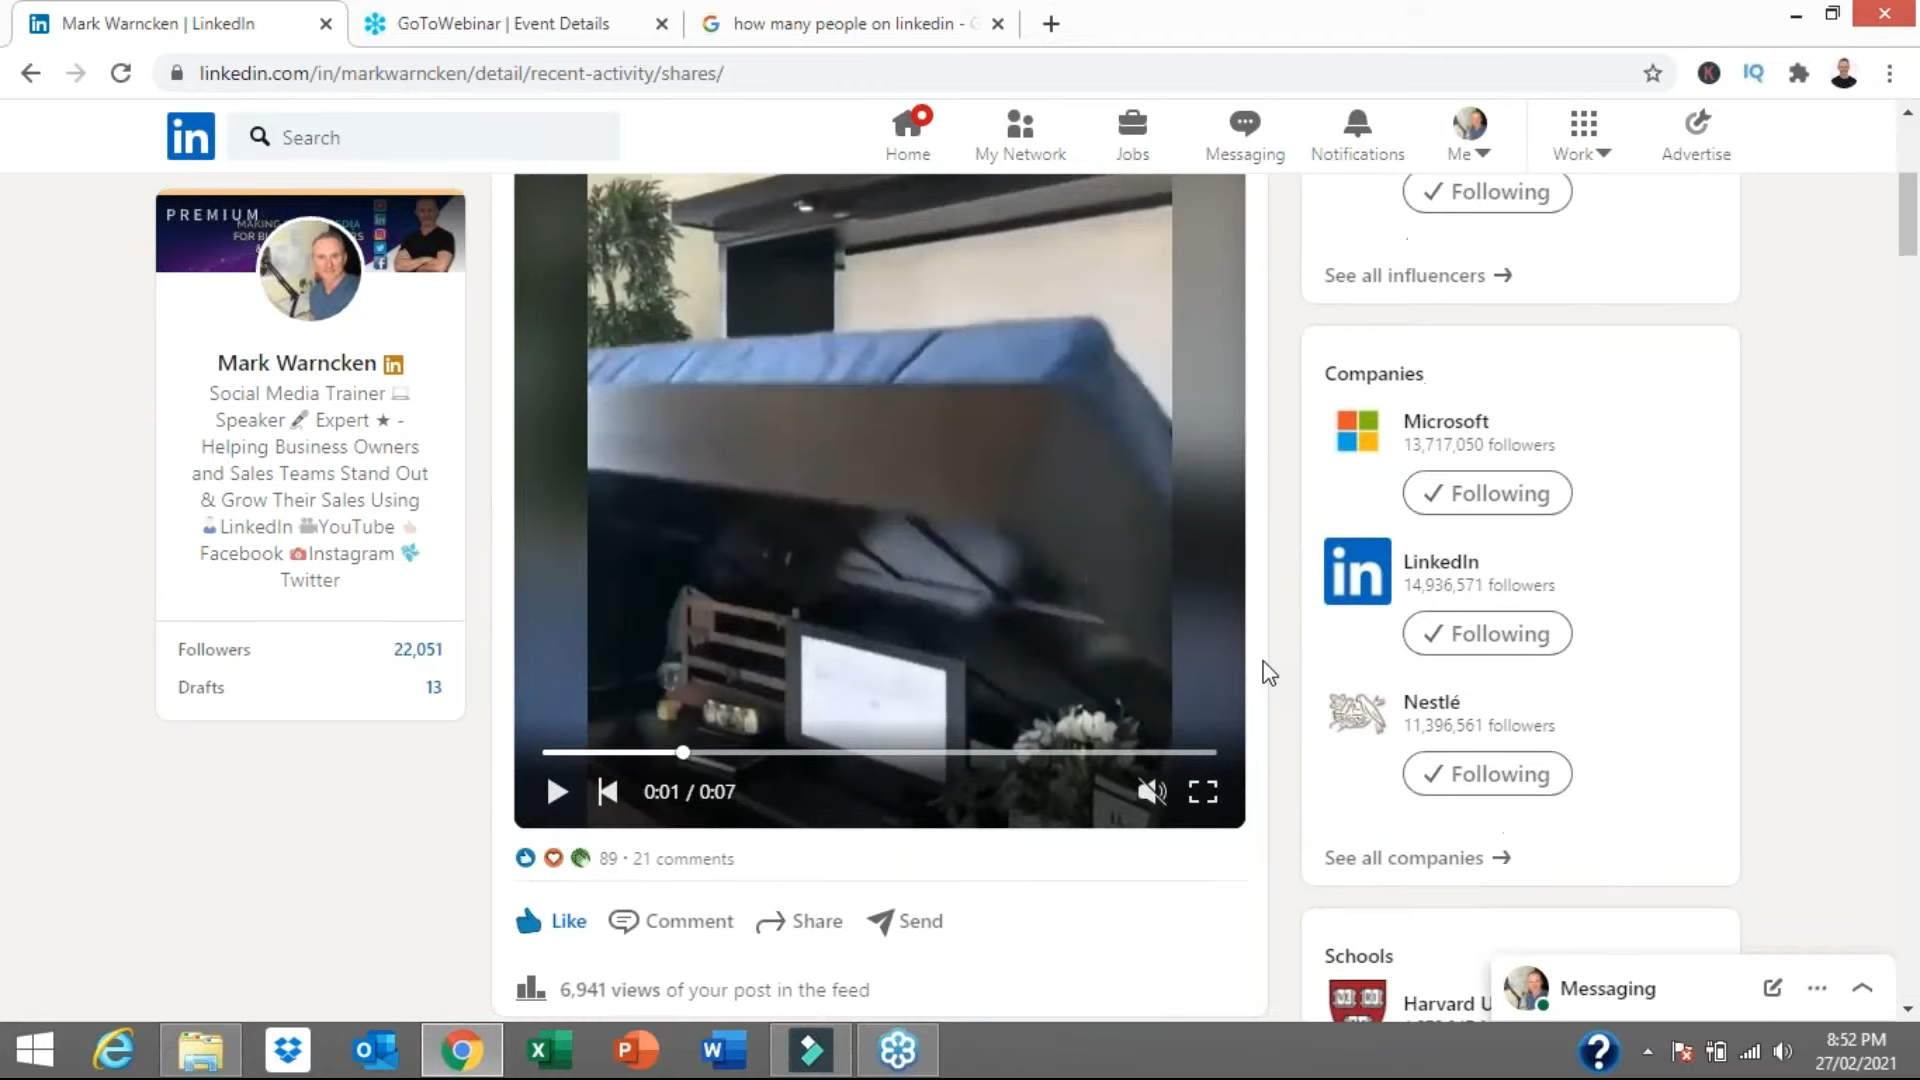 Mark Warncken | LinkedIn
GoToWebinar | Event Details
how many people on linkedin -
linkedin.com/in/markwarncken/detail/recent-activity/shares/
K
IQ
in
Search
Home
My Network
Jobs
Messaging
Notifications
Me
Work
Advertise
PREMIUM
Mark Warncken in
Social Media Trainer
Speaker Expert ★ -
Helping Business Owners
and Sales Teams Stand Out
& Grow Their Sales Using
LinkedIn YouTube
Facebook Instagram
Twitter
Followers 22,051
Drafts 13
0:01 / 0:07
89 · 21 comments
Like Comment Share Send
6,941 views of your post in the feed
✓ Following
See all influencers →
Companies
Microsoft
13,717,050 followers
✓ Following
in
LinkedIn
14,936,571 followers
✓ Following
Nestlé
11,396,561 followers
✓ Following
See all companies →
Schools
Harvard U
Messaging
8:52 PM
27/02/2021